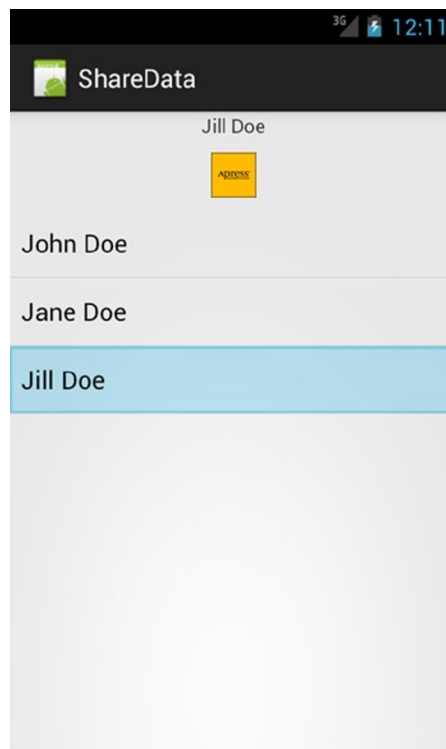 3G 12:11
ShareData
Jill Doe
Apress
John Doe
Jane Doe
Jill Doe